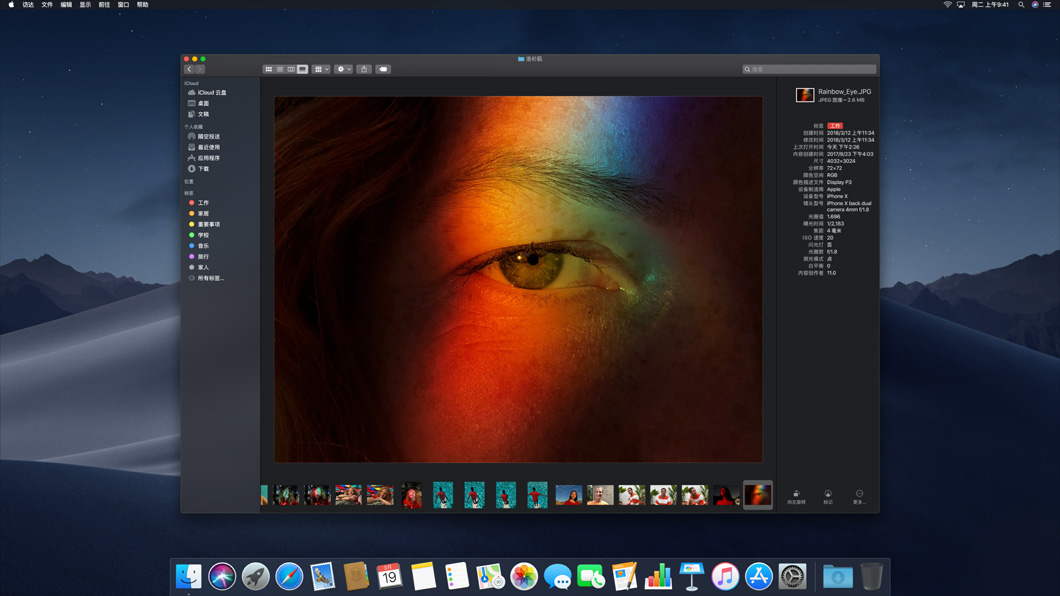 访达 文件 编辑 显示 前往 窗口 帮助
周二 上午9:41
洛杉矶
搜索
iCloud
iCloud 云盘
桌面
文稿
个人收藏
隔空投送
最近使用
应用程序
下载
位置
标签
工作
家居
重要事项
学校
音乐
旅行
家人
所有标签...
Rainbow_Eye.JPG
JPEG 图像 – 2.6 MB
标签 工作
创建时间 2018/3/12 上午11:34
修改时间 2018/3/12 上午11:34
上次打开时间 今天 下午2:26
内容创建时间 2017/8/23 下午4:03
尺寸 4032×3024
分辨率 72×72
颜色空间 RGB
颜色描述文件 Display P3
设备制造商 Apple
设备型号 iPhone X
镜头型号 iPhone X back dual
camera 4mm f/1.8
光圈值 1.696
曝光时间 1/2,183
焦距 4 毫米
ISO 速度 20
闪光灯 否
光圈数 f/1.8
测光模式 点
白平衡 0
内容创作者 11.0
向左旋转 标记 更多...
19